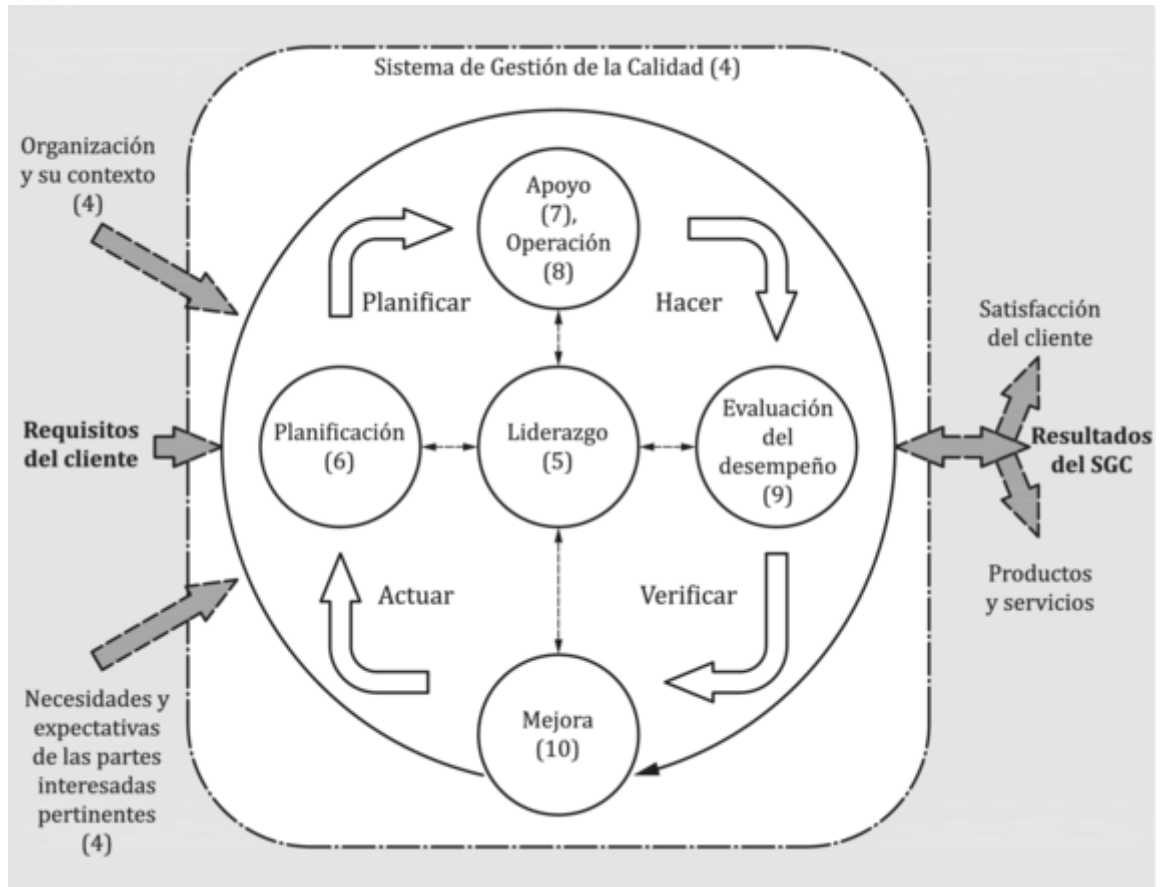 Sistema de Gestión de la Calidad (4)
Organización
y su contexto
(4)
Requisitos
del cliente
Necesidades y
expectativas
de las partes
interesadas
pertinentes
(4)
Apoyo
(7),
Operación
(8)
Planificar
Hacer
Planificación
(6)
Liderazgo
(5)
Evaluación
del
desempeño
(9)
Actuar
Verificar
Mejora
(10)
Satisfacción
del cliente
Resultados
del SGC
Productos
y servicios